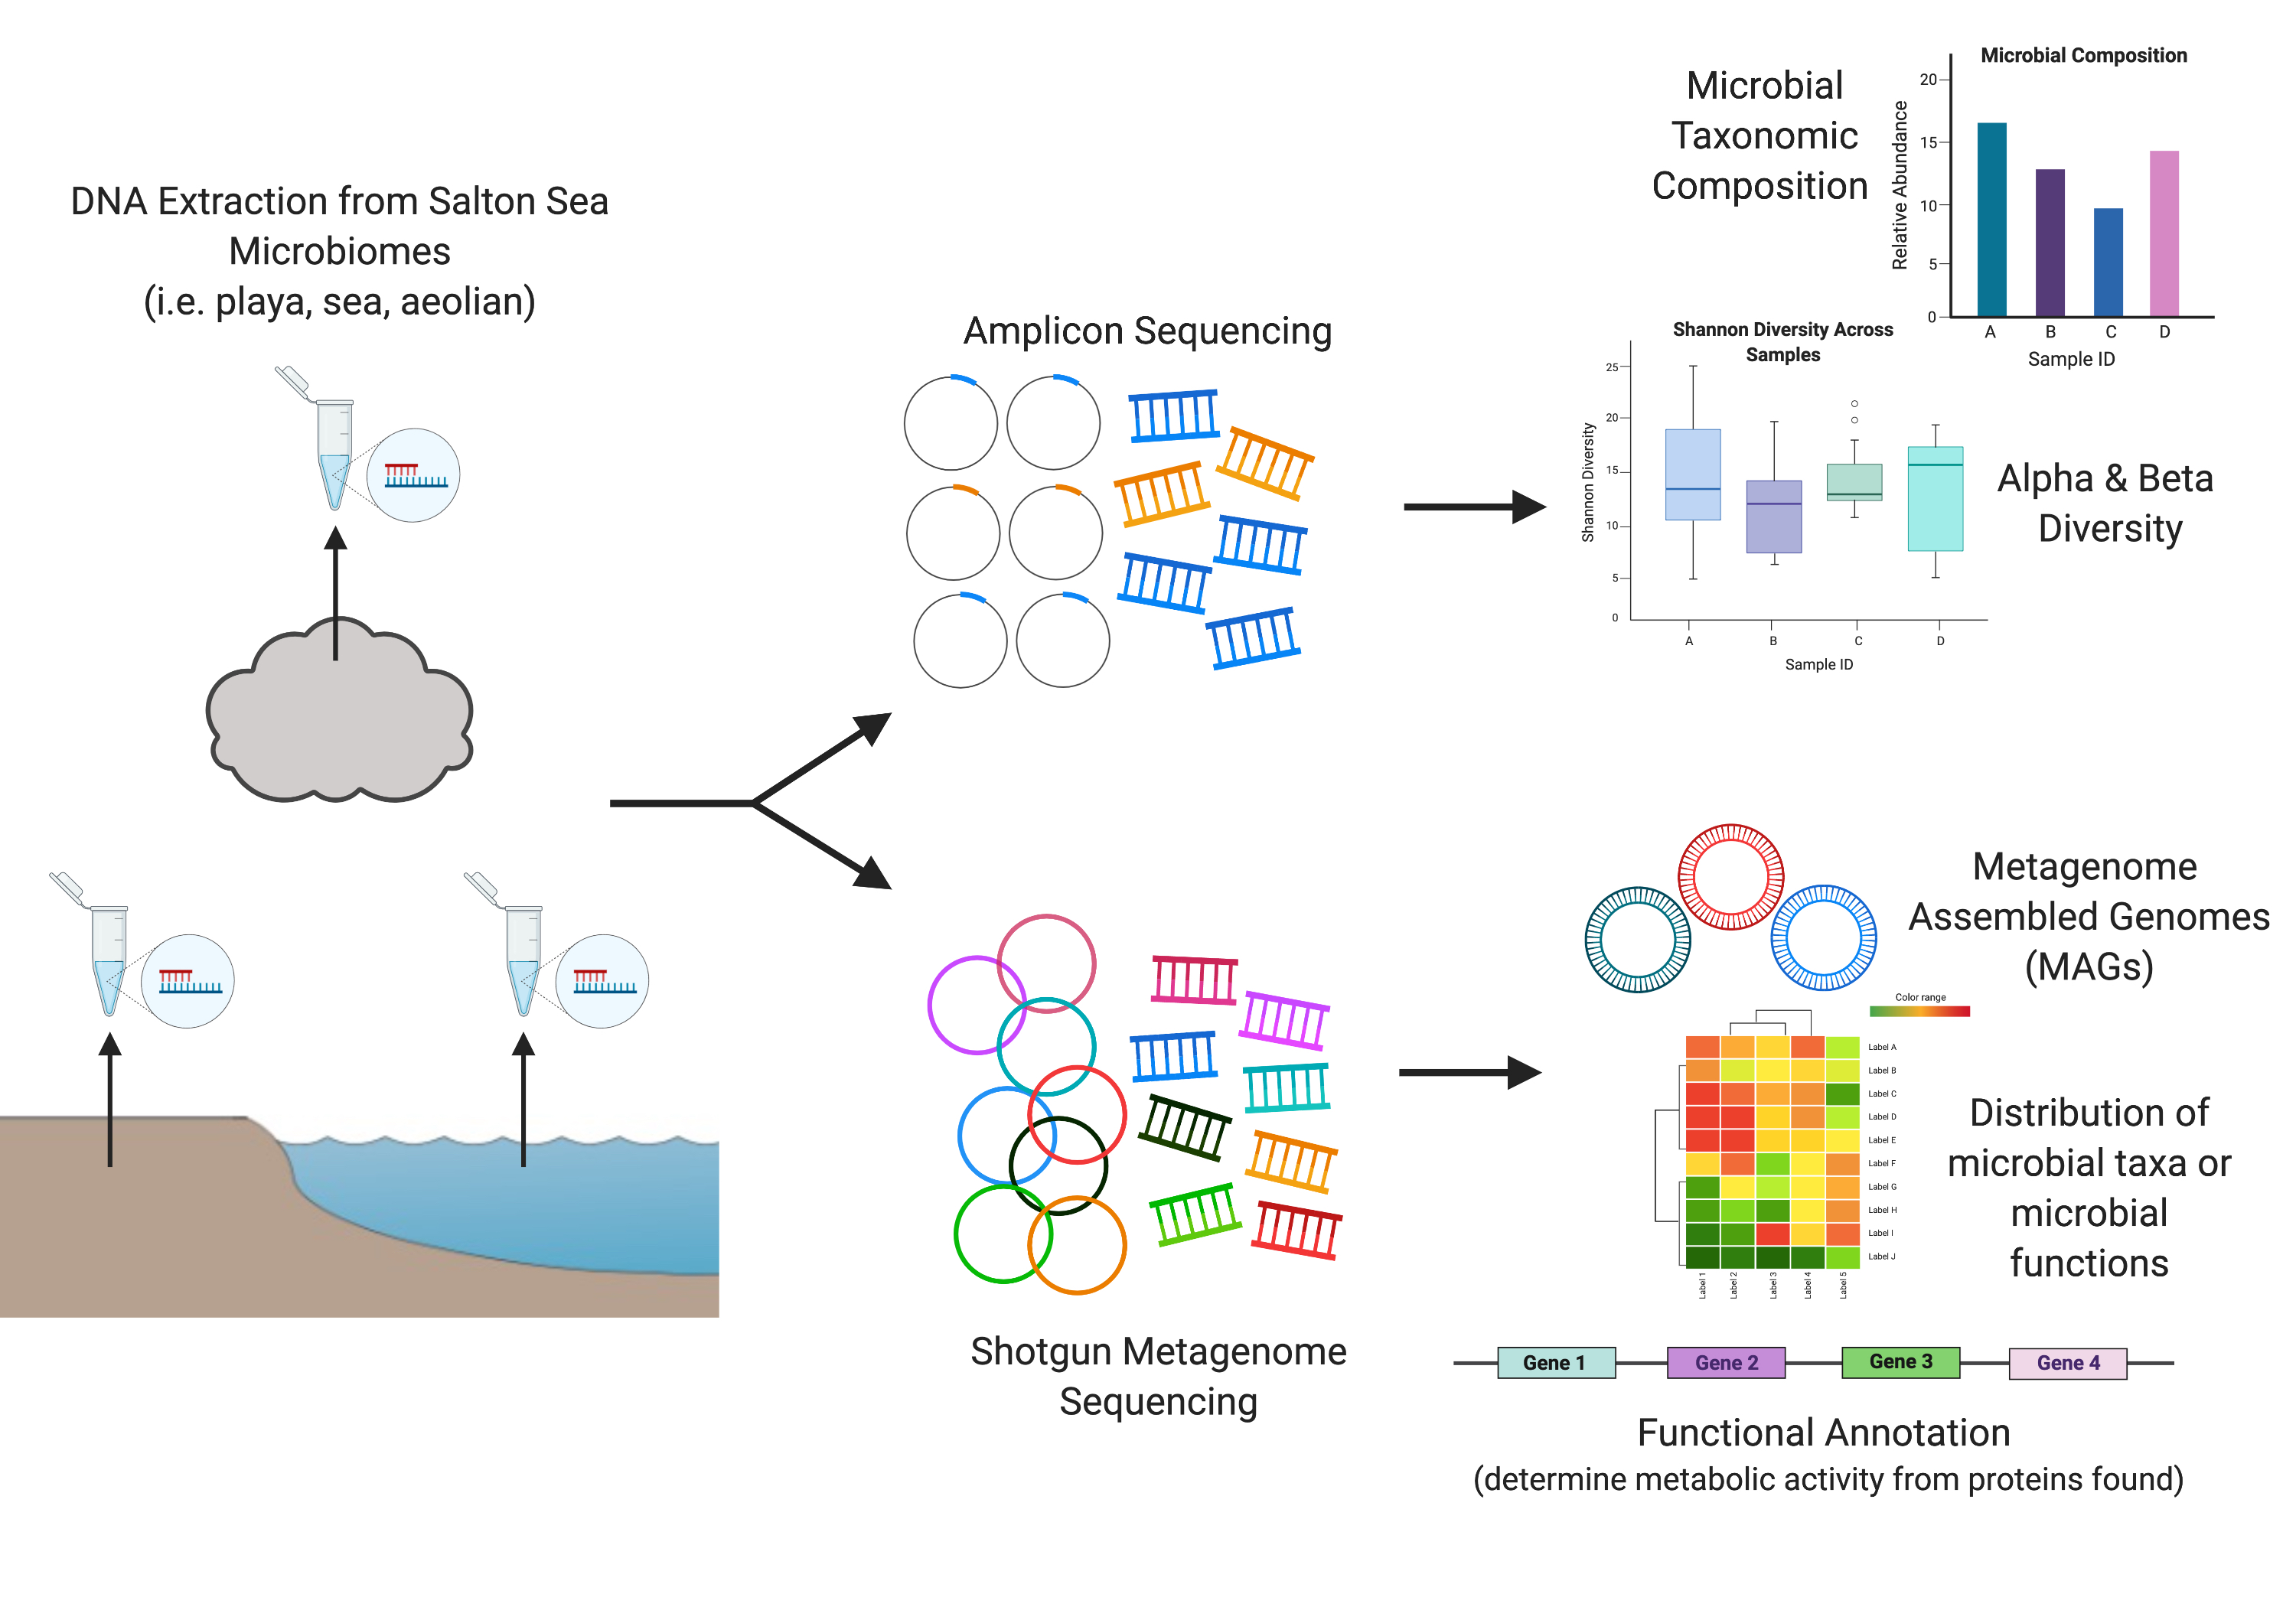 DNA Extraction from Salton Sea
Microbiomes
(i.e. playa, sea, aeolian)
Amplicon Sequencing
Microbial
Taxonomic
Composition
Microbial Composition
Relative Abundance
20
15
10
5
0
A B C D
Sample ID
Shannon Diversity Across
Samples
Shannon Diversity
25
20
15
10
5
0
A B C D
Sample ID
Alpha & Beta
Diversity
Shotgun Metagenome
Sequencing
Metagenome
Assembled Genomes
(MAGs)
Color range
Label A
Label B
Label C
Label D
Label E
Label F
Label G
Label H
Label I
Label J
Label 1 Label 2 Label 3 Label 4 Label 5
Distribution of
microbial taxa or
microbial
functions
Gene 1 Gene 2 Gene 3 Gene 4
Functional Annotation
(determine metabolic activity from proteins found)